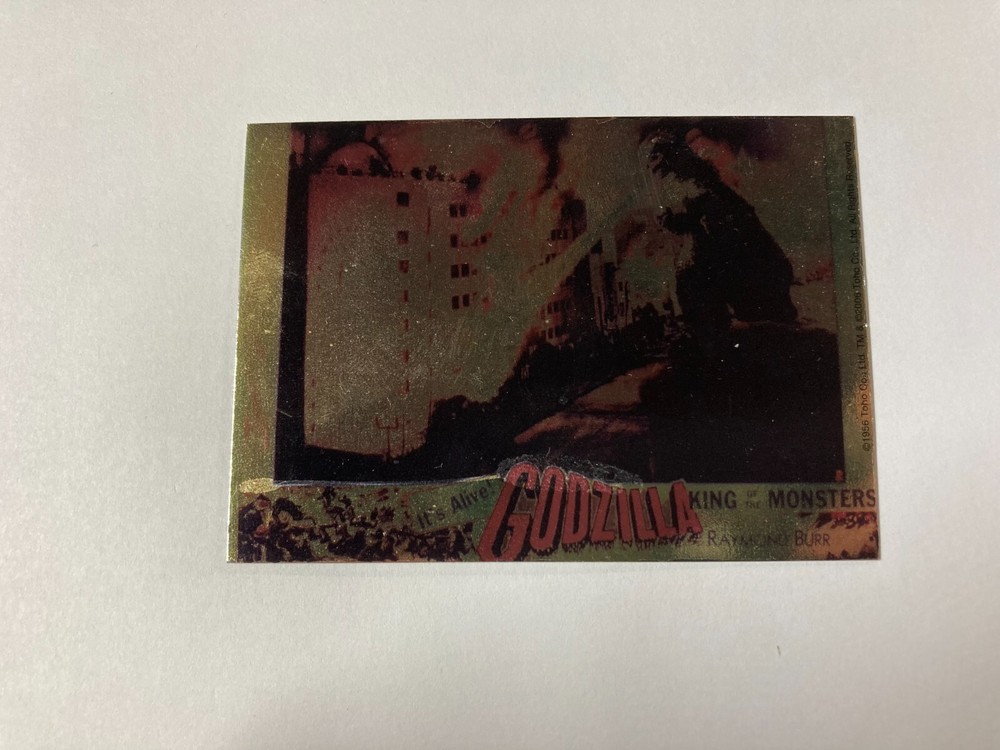 It's Alive!
GODZILLA KING OF THE MONSTERS
RAYMOND BURR
©1956 Toho Co., Ltd. TM & ©2000 Toho Co., Ltd. All Rights Reserved